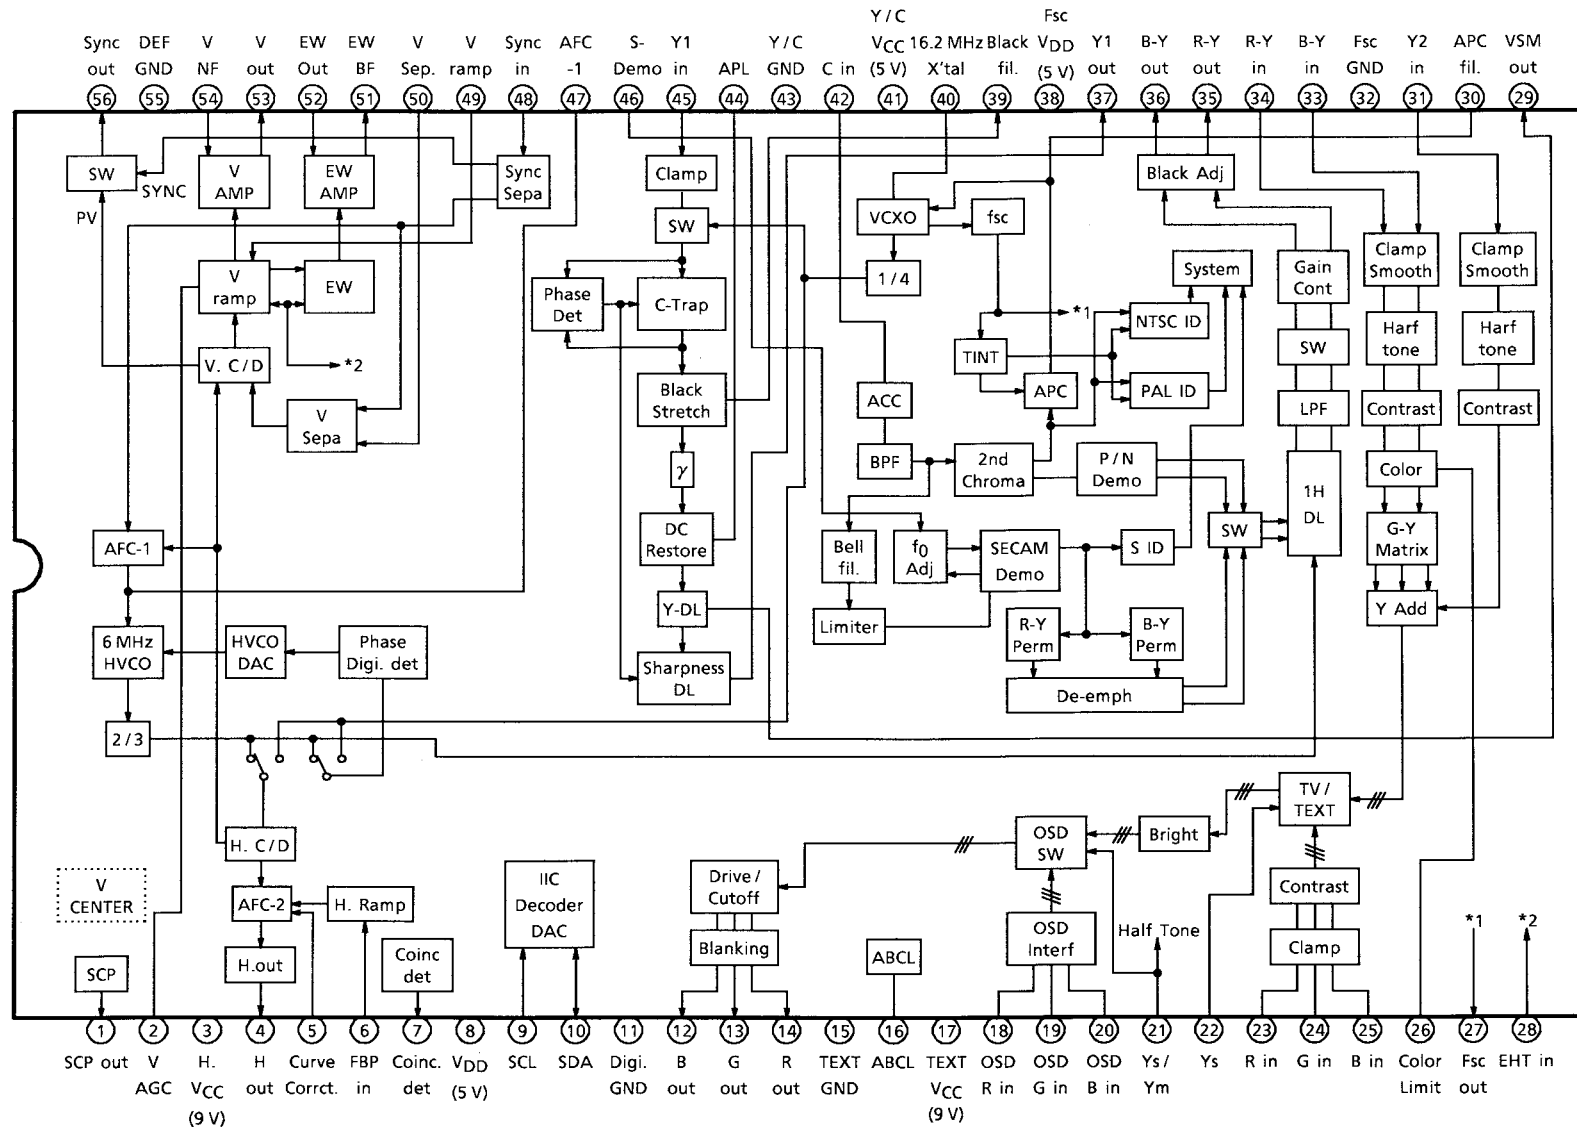 Y / C Fsc
Sync DEF V V EW EW V V Sync AFC S- Y1 Y / C VCC 16.2 MHz Black VDD Y1 B-Y R-Y R-Y B-Y Fsc Y2 APC VSM
out GND NF out Out BF Sep. ramp in -1 Demo in APL GND C in (5 V) X'tal fil. (5 V) out out out in in GND in fil. out
56 55 54 53 52 51 50 49 48 47 46 45 44 43 42 41 40 39 38 37 36 35 34 33 32 31 30 29
SW
SYNC
PV
V
AMP
EW
AMP
Sync
Sepa
Clamp
SW
VCXO
fsc
Black Adj
V
ramp
EW
Phase
Det
C-Trap
1 / 4
System
Gain
Cont
Clamp
Smooth
Clamp
Smooth
*1
NTSC ID
SW
Harf
tone
Harf
tone
V. C / D
*2
TINT
Black
Stretch
ACC
APC
PAL ID
LPF
Contrast
Contrast
V
Sepa
γ
BPF
2nd
Chroma
P / N
Demo
1H
DL
Color
AFC-1
DC
Restore
Bell
fil.
f0
Adj
SECAM
Demo
S ID
SW
G-Y
Matrix
Y-DL
Limiter
R-Y
Perm
B-Y
Perm
Y Add
6 MHz
HVCO
HVCO
DAC
Phase
Digi. det
Sharpness
DL
De-emph
2 / 3
TV /
TEXT
H. C / D
OSD
SW
Bright
V
CENTER
AFC-2
H. Ramp
IIC
Decoder
DAC
Drive /
Cutoff
Contrast
H.out
SCP
Coinc
det
Blanking
ABCL
OSD
Interf
Half Tone
Clamp
*1
*2
1 2 3 4 5 6 7 8 9 10 11 12 13 14 15 16 17 18 19 20 21 22 23 24 25 26 27 28
SCP out V H. H Curve FBP Coinc. VDD SCL SDA Digi. B G R TEXT ABCL TEXT OSD OSD OSD Ys / Ys R in G in B in Color Fsc EHT in
AGC VCC out Corrct. in det (5 V) GND out out out GND VCC R in G in B in Ym Limit out
(9 V) (9 V)